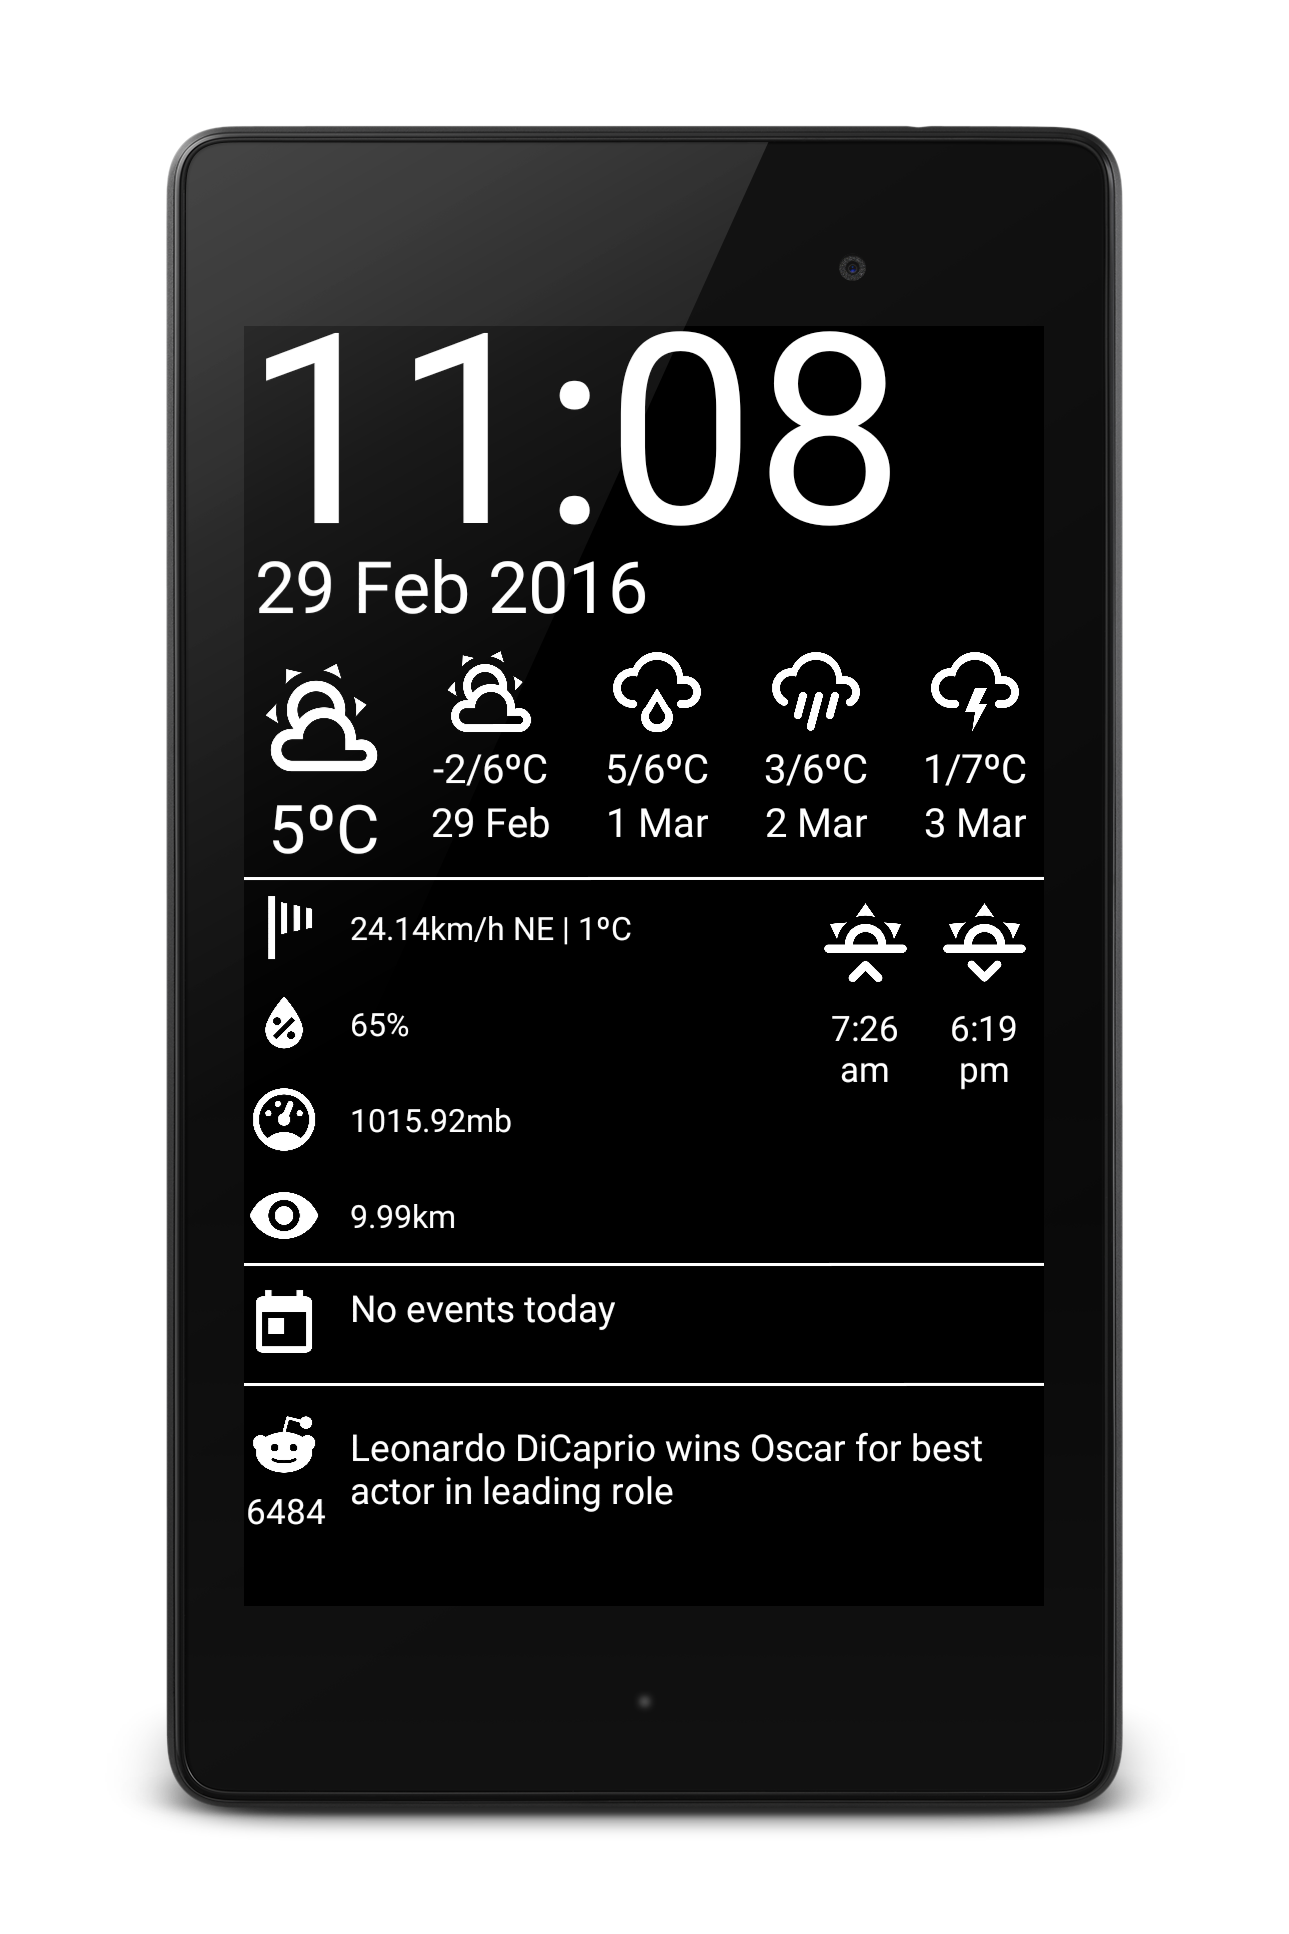 11:08
29 Feb 2016
5ºC
-2/6ºC 5/6ºC 3/6ºC 1/7ºC
29 Feb 1 Mar 2 Mar 3 Mar
24.14km/h NE | 1ºC
65%
1015.92mb
9.99km
7:26 6:19
am pm
No events today
Leonardo DiCaprio wins Oscar for best
actor in leading role
6484